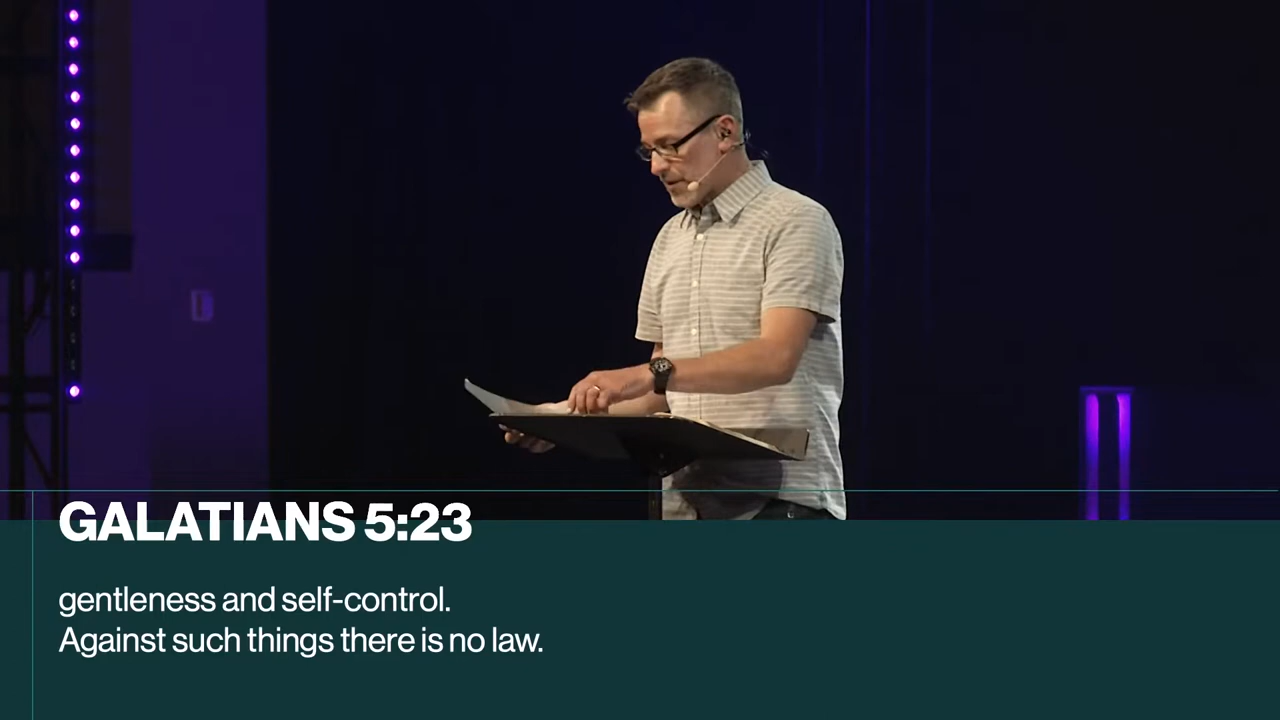 GALATIANS 5:23
gentleness and self-control.
Against such things there is no law.